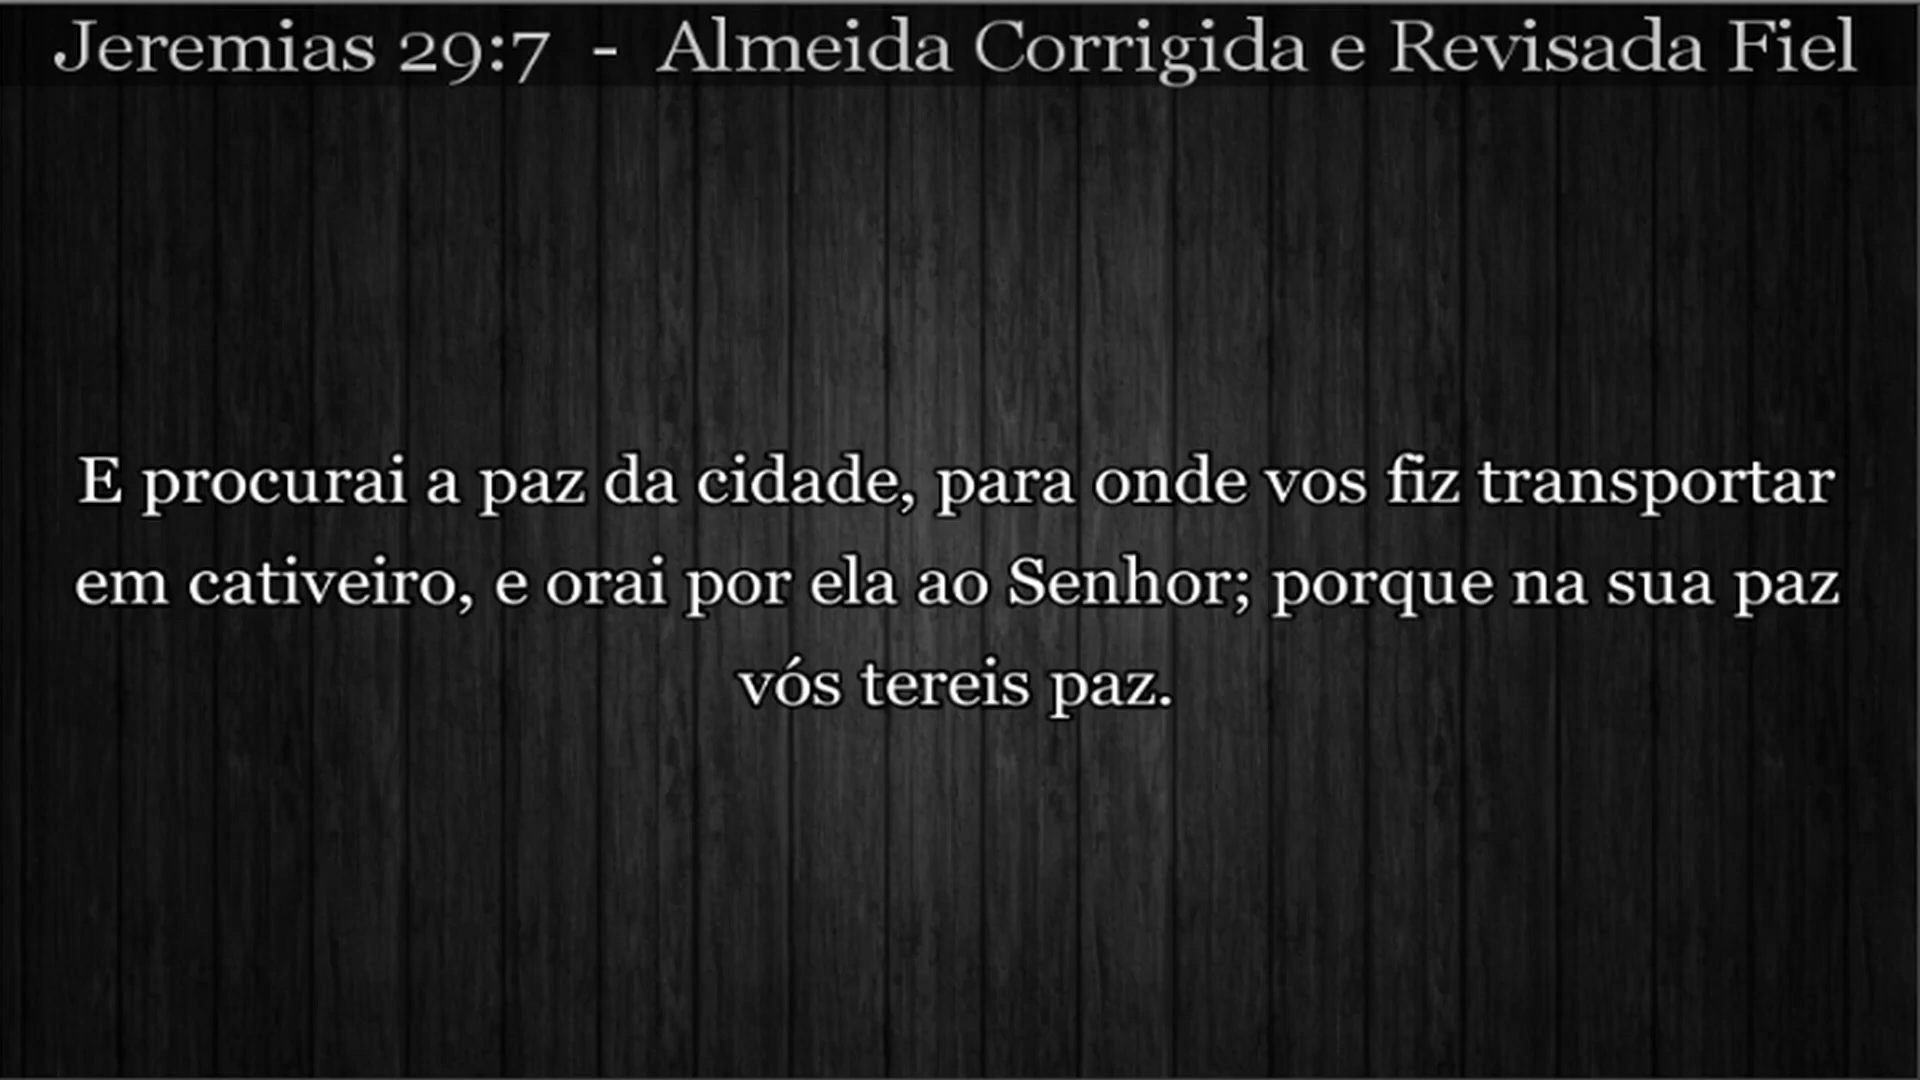 Jeremias 29:7 - Almeida Corrigida e Revisada Fiel
E procurai a paz da cidade, para onde vos fiz transportar
em cativeiro, e orai por ela ao Senhor; porque na sua paz
vós tereis paz.